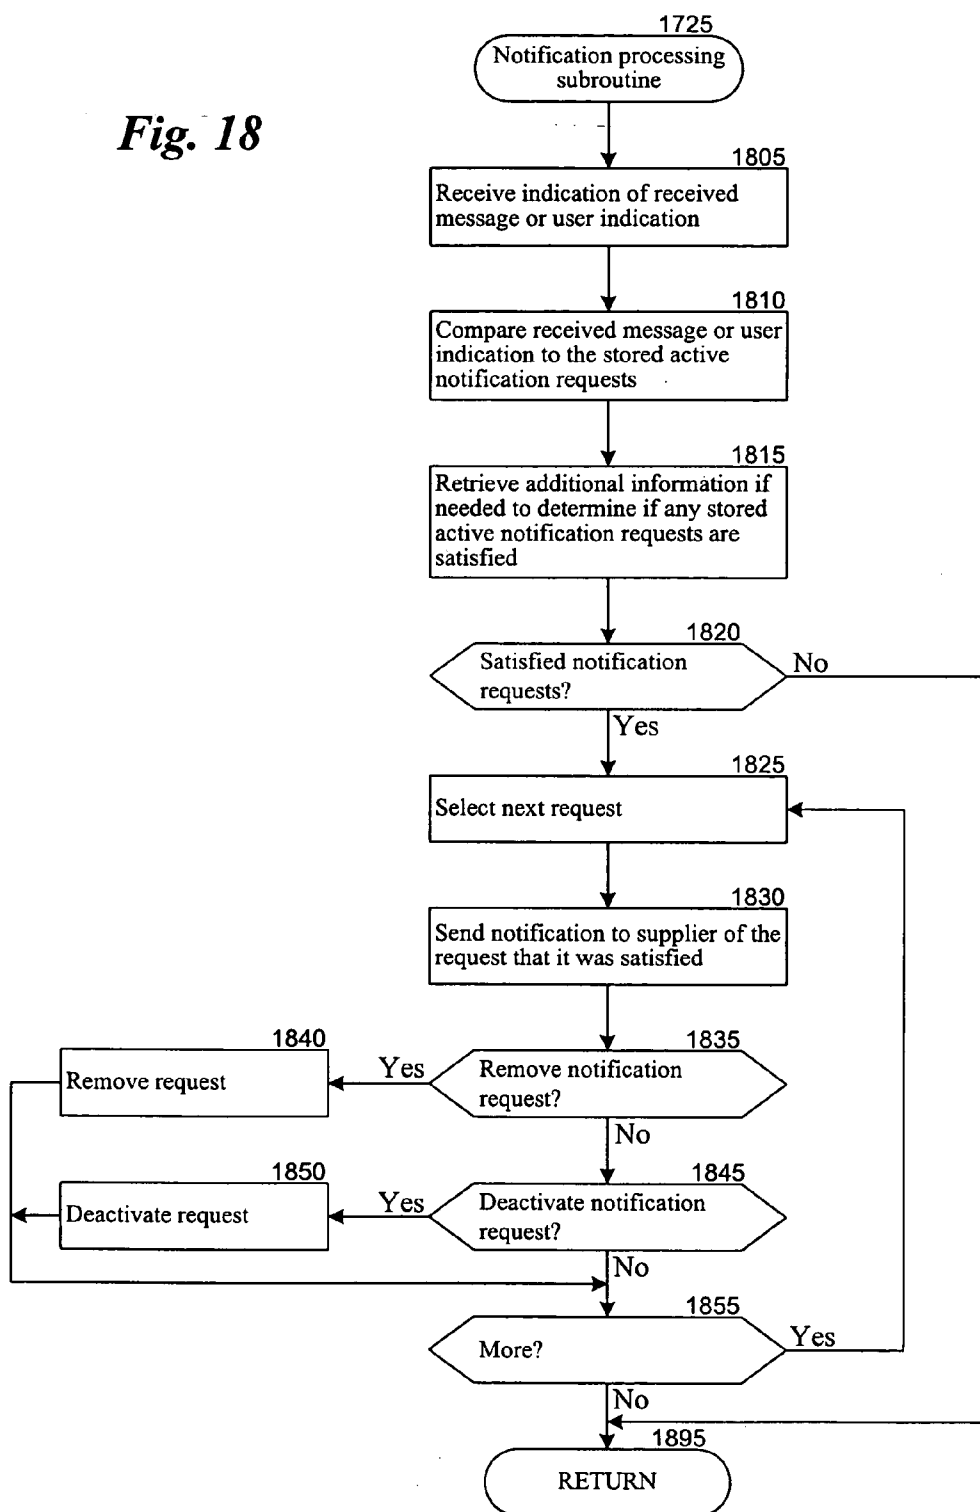 1725
Notification processing
subroutine
Fig. 18
1805
Receive indication of received
message or user indication
1810
Compare received message or user
indication to the stored active
notification requests
1815
Retrieve additional information if
needed to determine if any stored
active notification requests are
satisfied
1820
Satisfied notification
requests?
No
Yes
1825
Select next request
1830
Send notification to supplier of the
request that it was satisfied
1840
Remove request
Yes
1835
Remove notification
request?
No
1850
Deactivate request
Yes
1845
Deactivate notification
request?
No
1855
More?
Yes
No
1895
RETURN